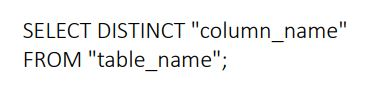 SELECT DISTINCT "column_name"
FROM "table_name";